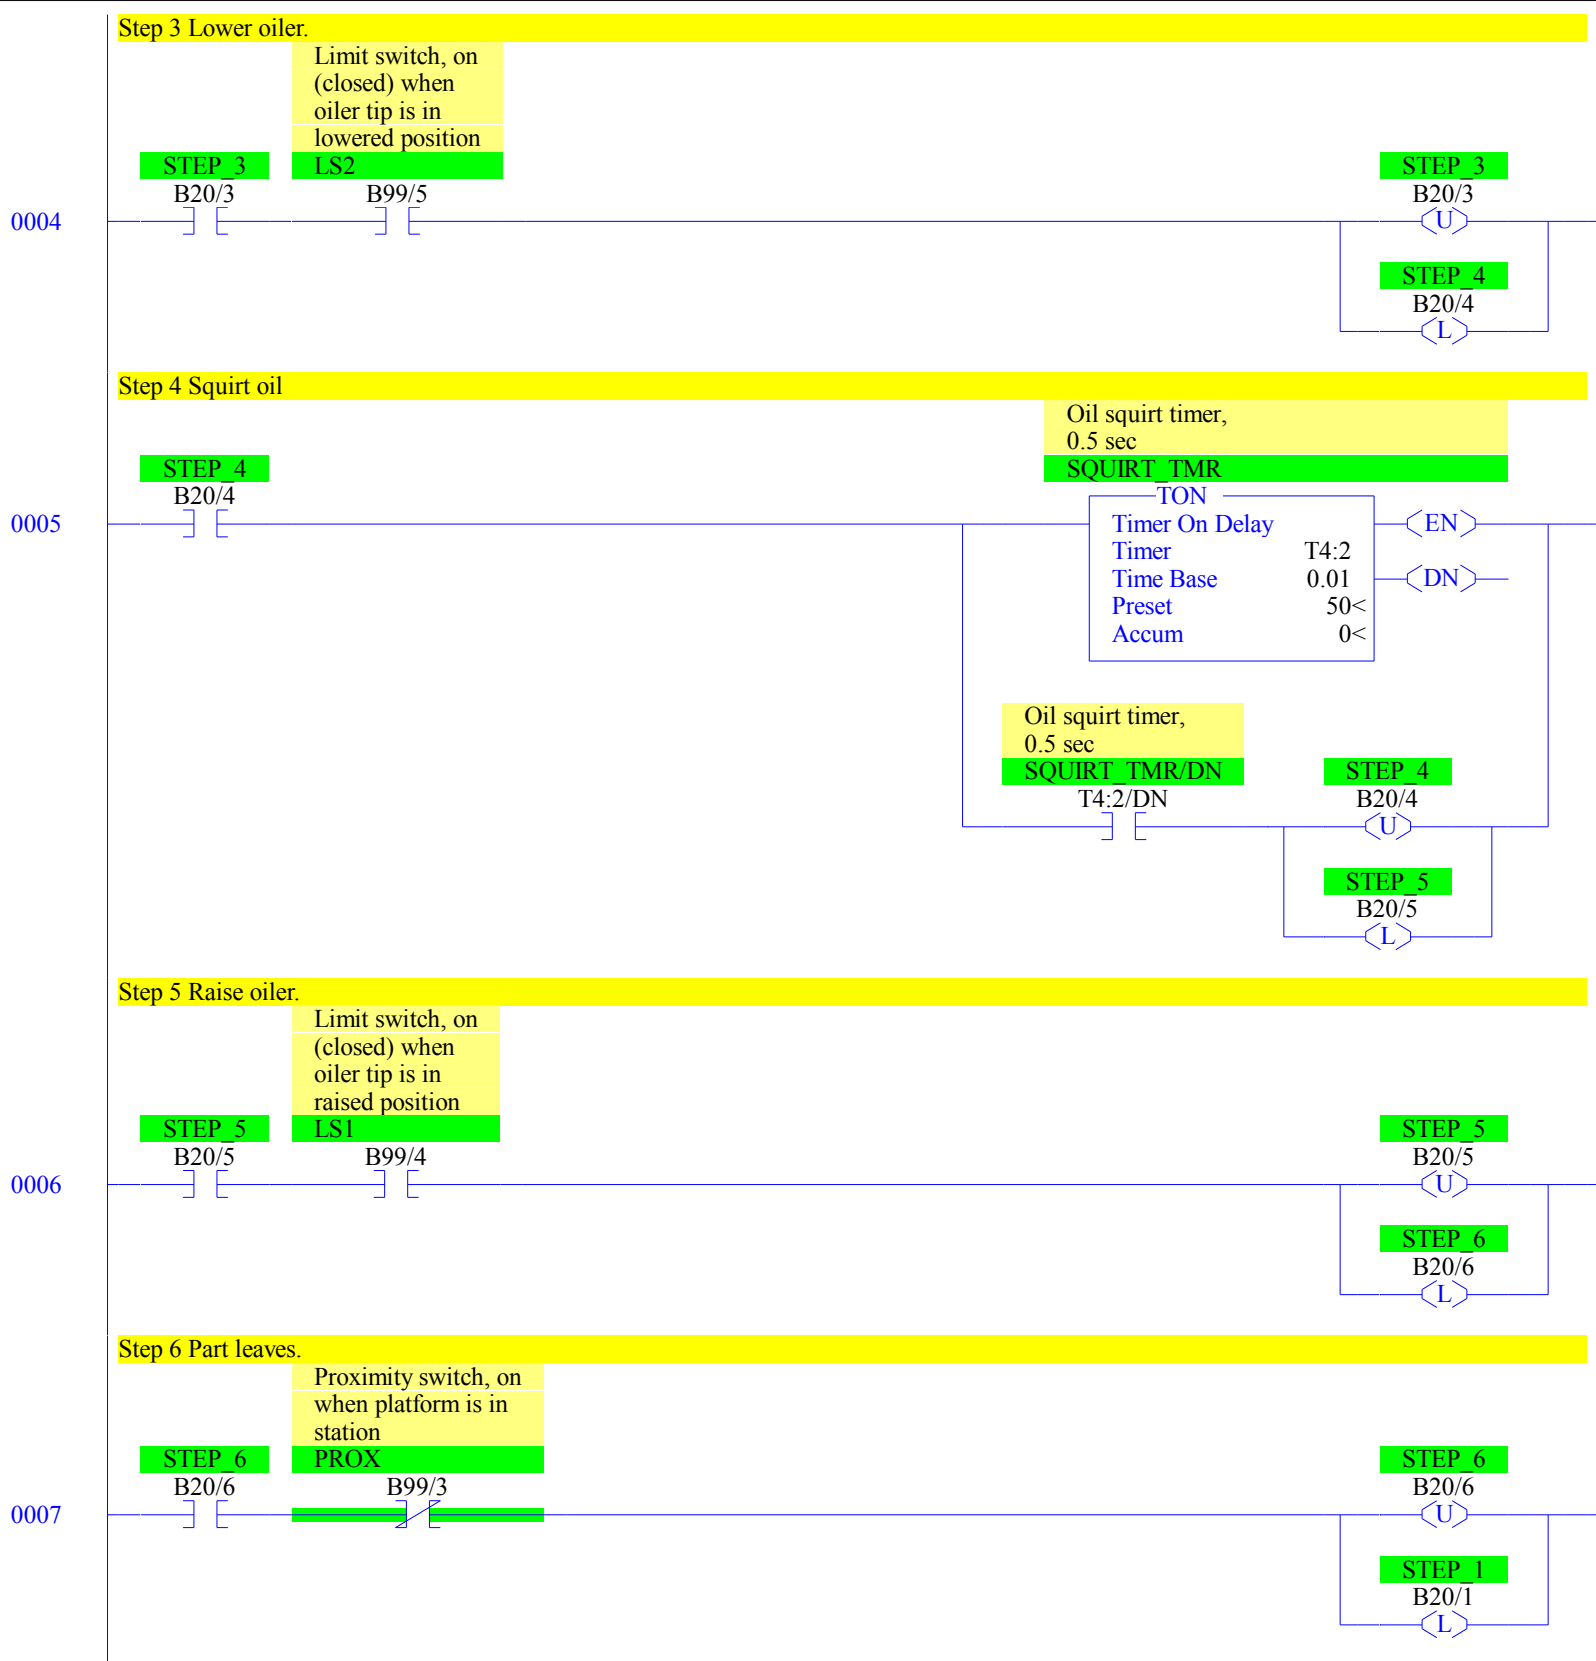 Step 3 Lower oiler.
Limit switch, on
(closed) when
oiler tip is in
lowered position
STEP_3
LS2
STEP_3
B20/3
B99/5
B20/3
0004
U
STEP_4
B20/4
L
Step 4 Squirt oil
Oil squirt timer,
0.5 sec
STEP_4
SQUIRT_TMR
B20/4
TON
0005
Timer On Delay
EN
Timer T4:2
Time Base 0.01
DN
Preset 50<
Accum 0<
Oil squirt timer,
0.5 sec
SQUIRT_TMR/DN
STEP_4
T4:2/DN
B20/4
U
STEP_5
B20/5
L
Step 5 Raise oiler.
Limit switch, on
(closed) when
oiler tip is in
raised position
STEP_5
LS1
STEP_5
B20/5
B99/4
B20/5
0006
U
STEP_6
B20/6
L
Step 6 Part leaves.
Proximity switch, on
when platform is in
station
STEP_6
PROX
STEP_6
B20/6
B99/3
B20/6
0007
U
STEP_1
B20/1
L